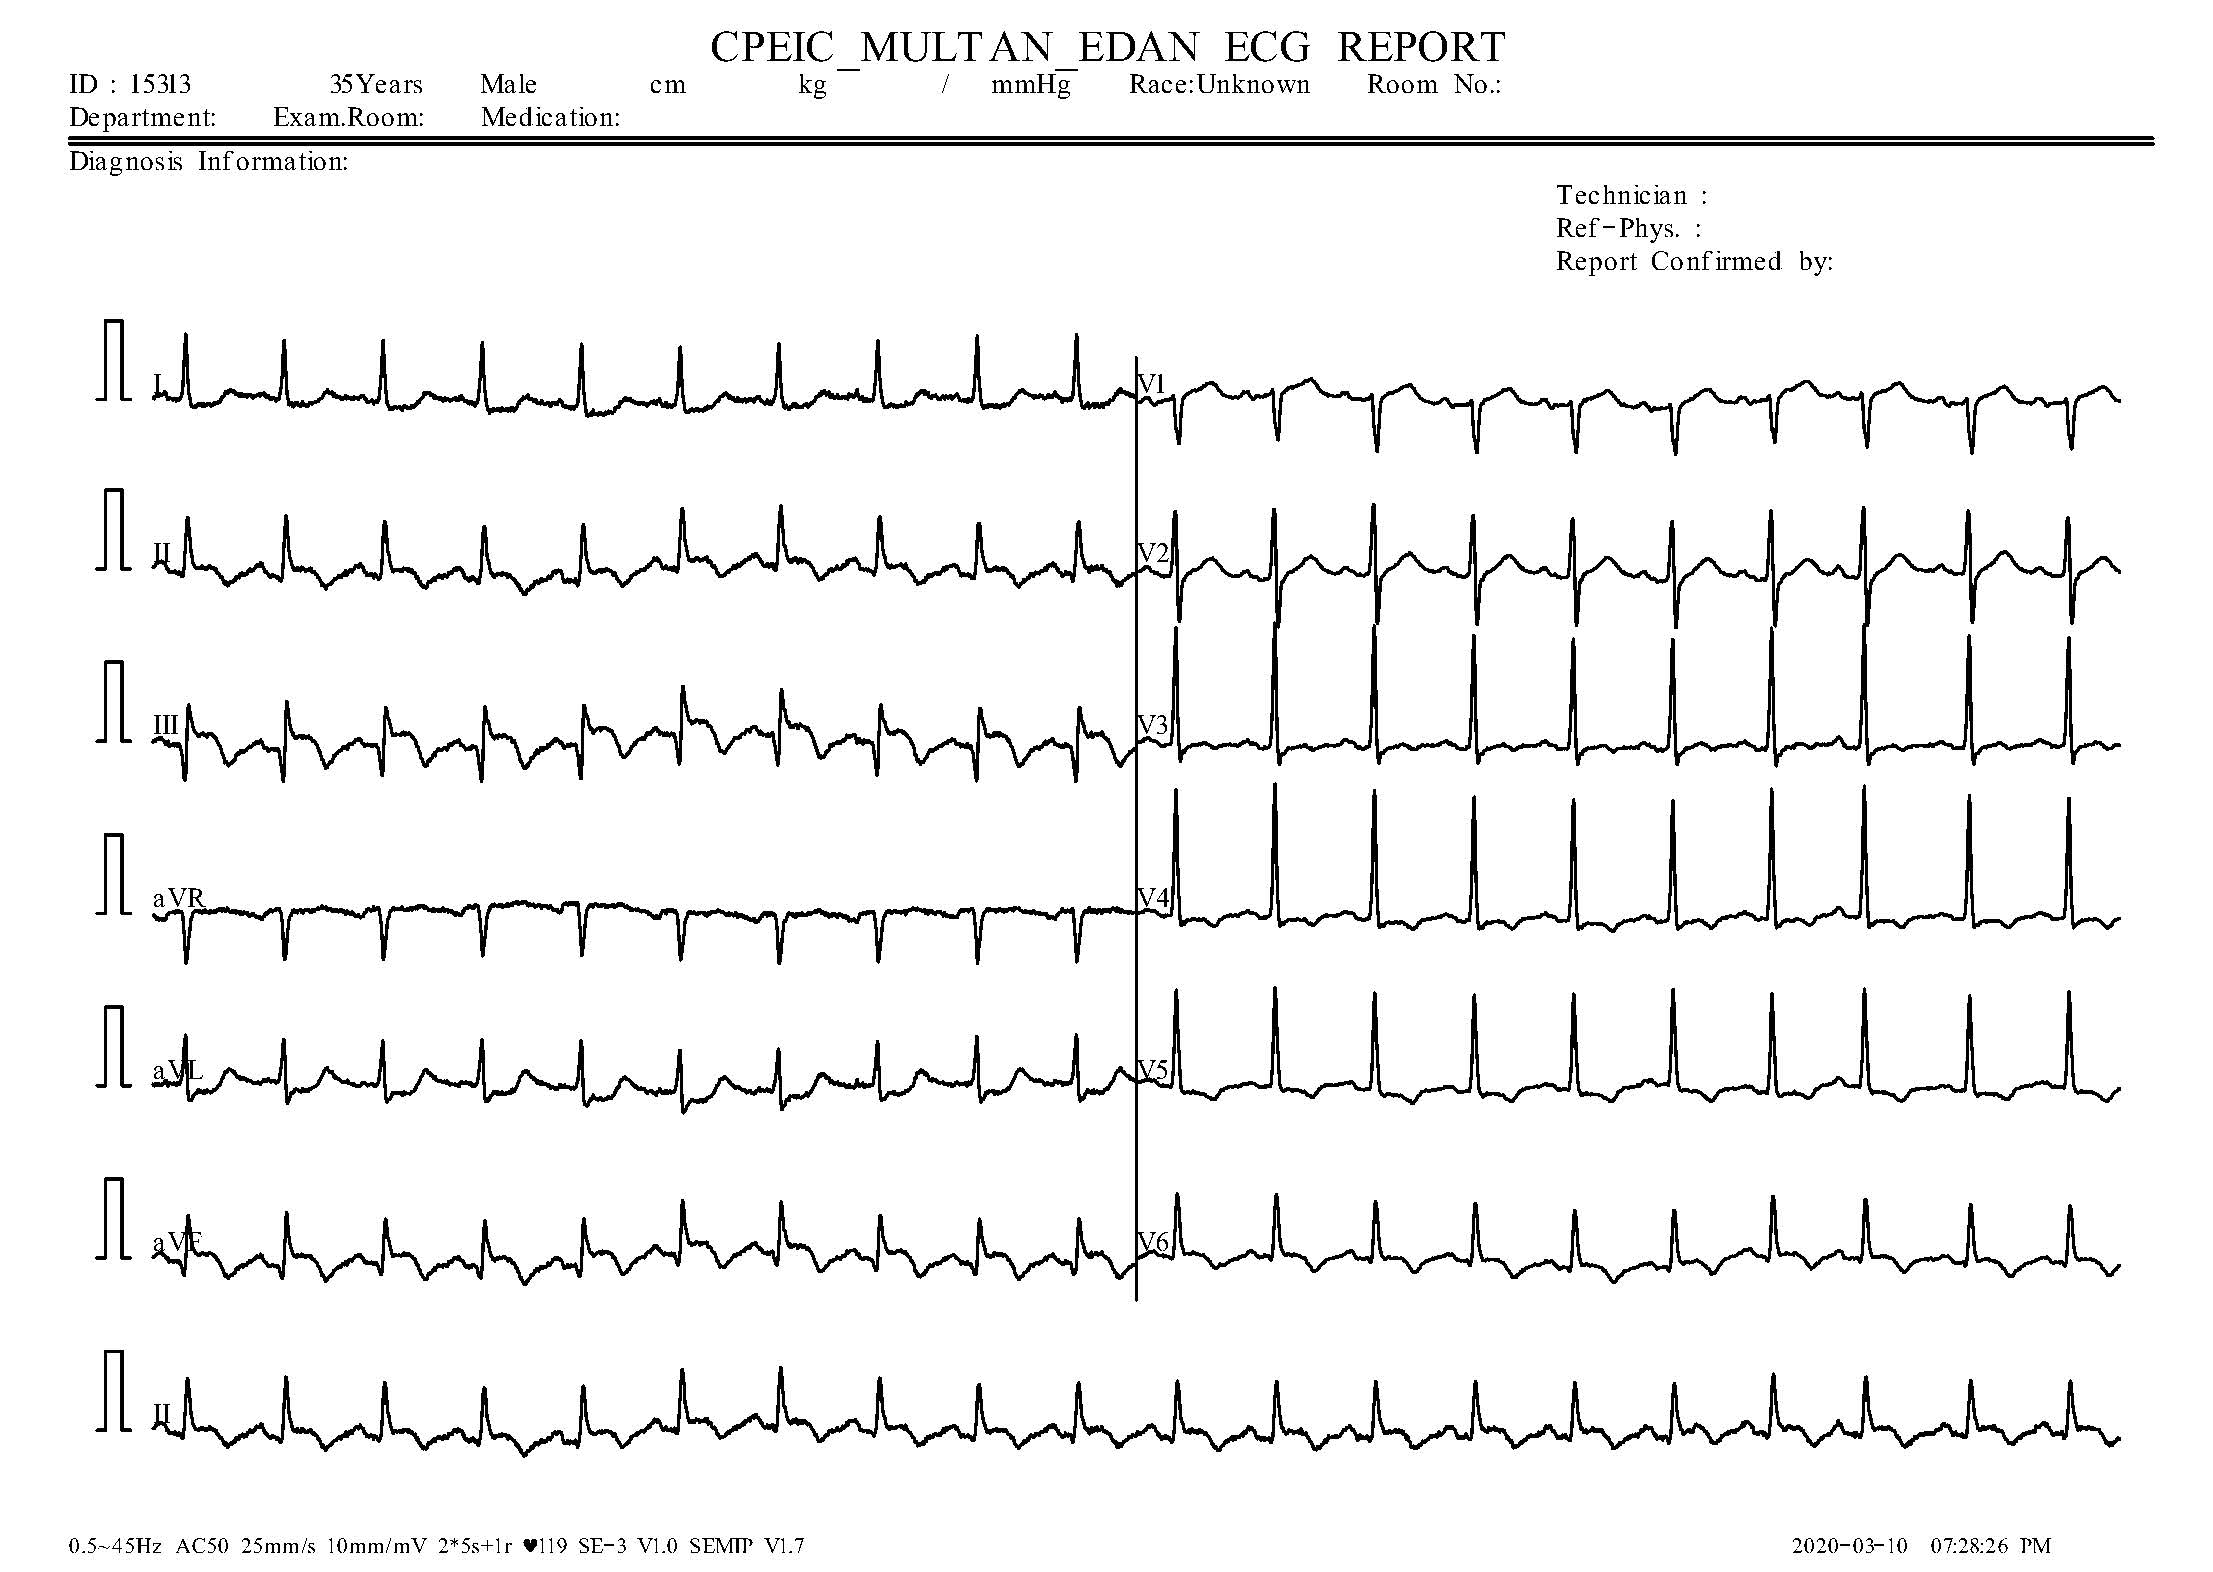 CPEIC_MULTAN_EDAN ECG REPORT
ID : 15313 35Years Male cm kg / mmHg Race:Unknown Room No.:
Department: Exam.Room: Medication:
Diagnosis Information:
Technician :
Ref-Phys. :
Report Confirmed by:
I V1
II V2
III V3
aVR V4
aVL V5
aVF V6
II
0.5~45Hz AC50 25mm/s 10mm/mV 2*5s+1r ♥119 SE-3 V1.0 SEMIP V1.7 2020-03-10 07:28:26 PM